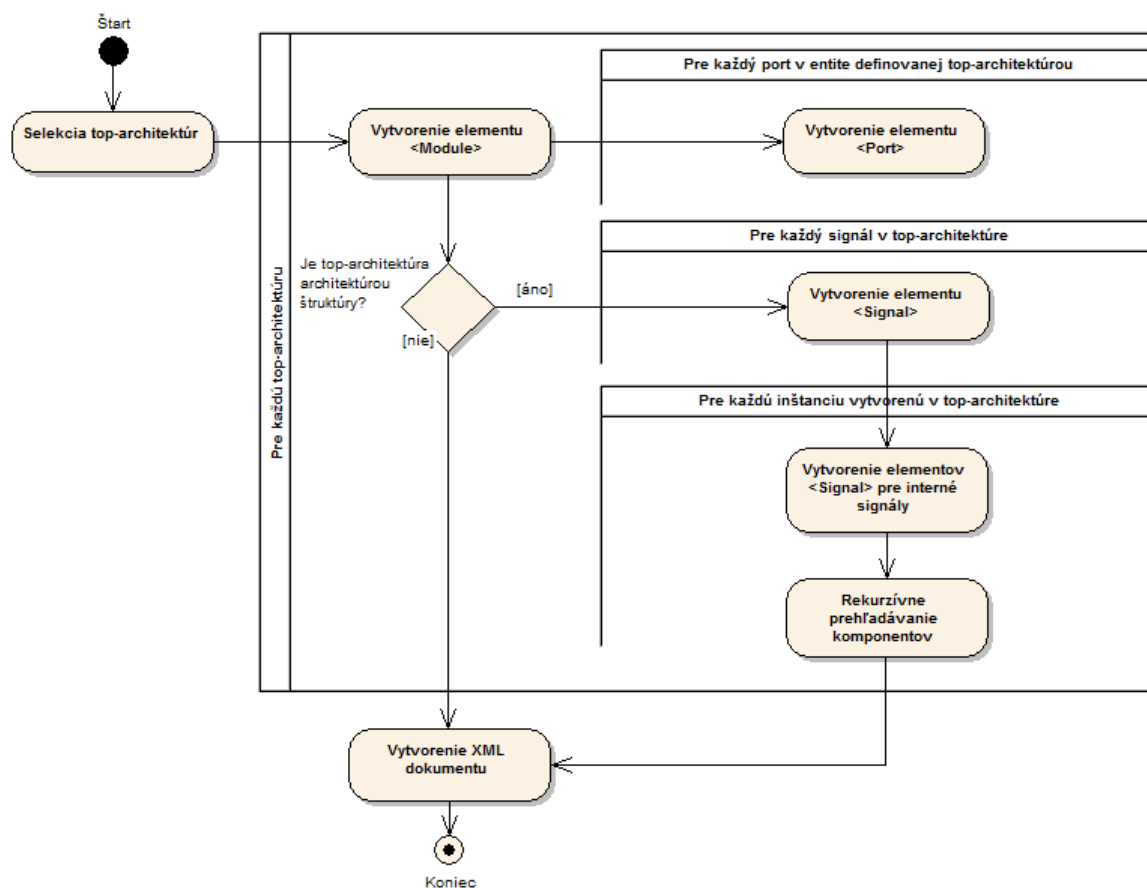 Štart
Pre každý port v entite definovanej top-architektúrou
Selekcia top-architektúr
Vytvorenie elementu
<Module>
Vytvorenie elementu
<Port>
Pre každý signál v top-architektúre
Je top-architektúra
architektúrou
štruktúry?
[áno]
[nie]
Vytvorenie elementu
<Signal>
Pre každú top-architektúru
Pre každú inštanciu vytvorenú v top-architektúre
Vytvorenie elementov
<Signal> pre interné
signály
Rekurzívne
prehľadávanie
komponentov
Vytvorenie XML
dokumentu
Koniec